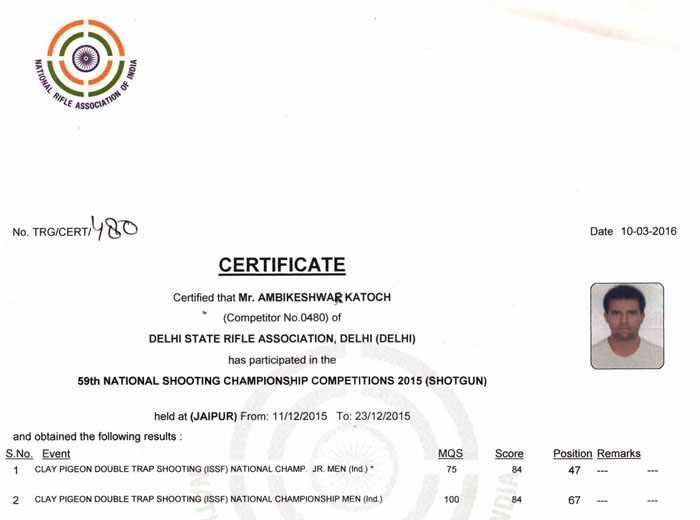 NATIONAL RIFLE ASSOCIATION OF INDIA
No. TRG/CERT/480
Date 10-03-2016
CERTIFICATE
Certified that Mr. AMBIKESHWAR KATOCH
(Competitor No.0480) of
DELHI STATE RIFLE ASSOCIATION, DELHI (DELHI)
has participated in the
59th NATIONAL SHOOTING CHAMPIONSHIP COMPETITIONS 2015 (SHOTGUN)
held at (JAIPUR) From: 11/12/2015 To: 23/12/2015
and obtained the following results :
S.No. Event MQS Score Position Remarks
1 CLAY PIGEON DOUBLE TRAP SHOOTING (ISSF) NATIONAL CHAMP. JR. MEN (Ind.) * 75 84 47 --- ---
2 CLAY PIGEON DOUBLE TRAP SHOOTING (ISSF) NATIONAL CHAMPIONSHIP MEN (Ind.) 100 84 67 --- ---